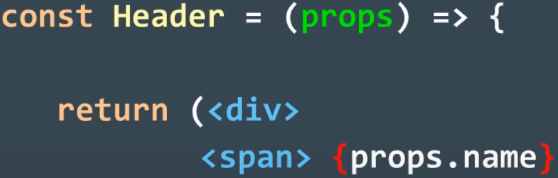 const Header = (props) => {
return (<div>
<span> {props.name}